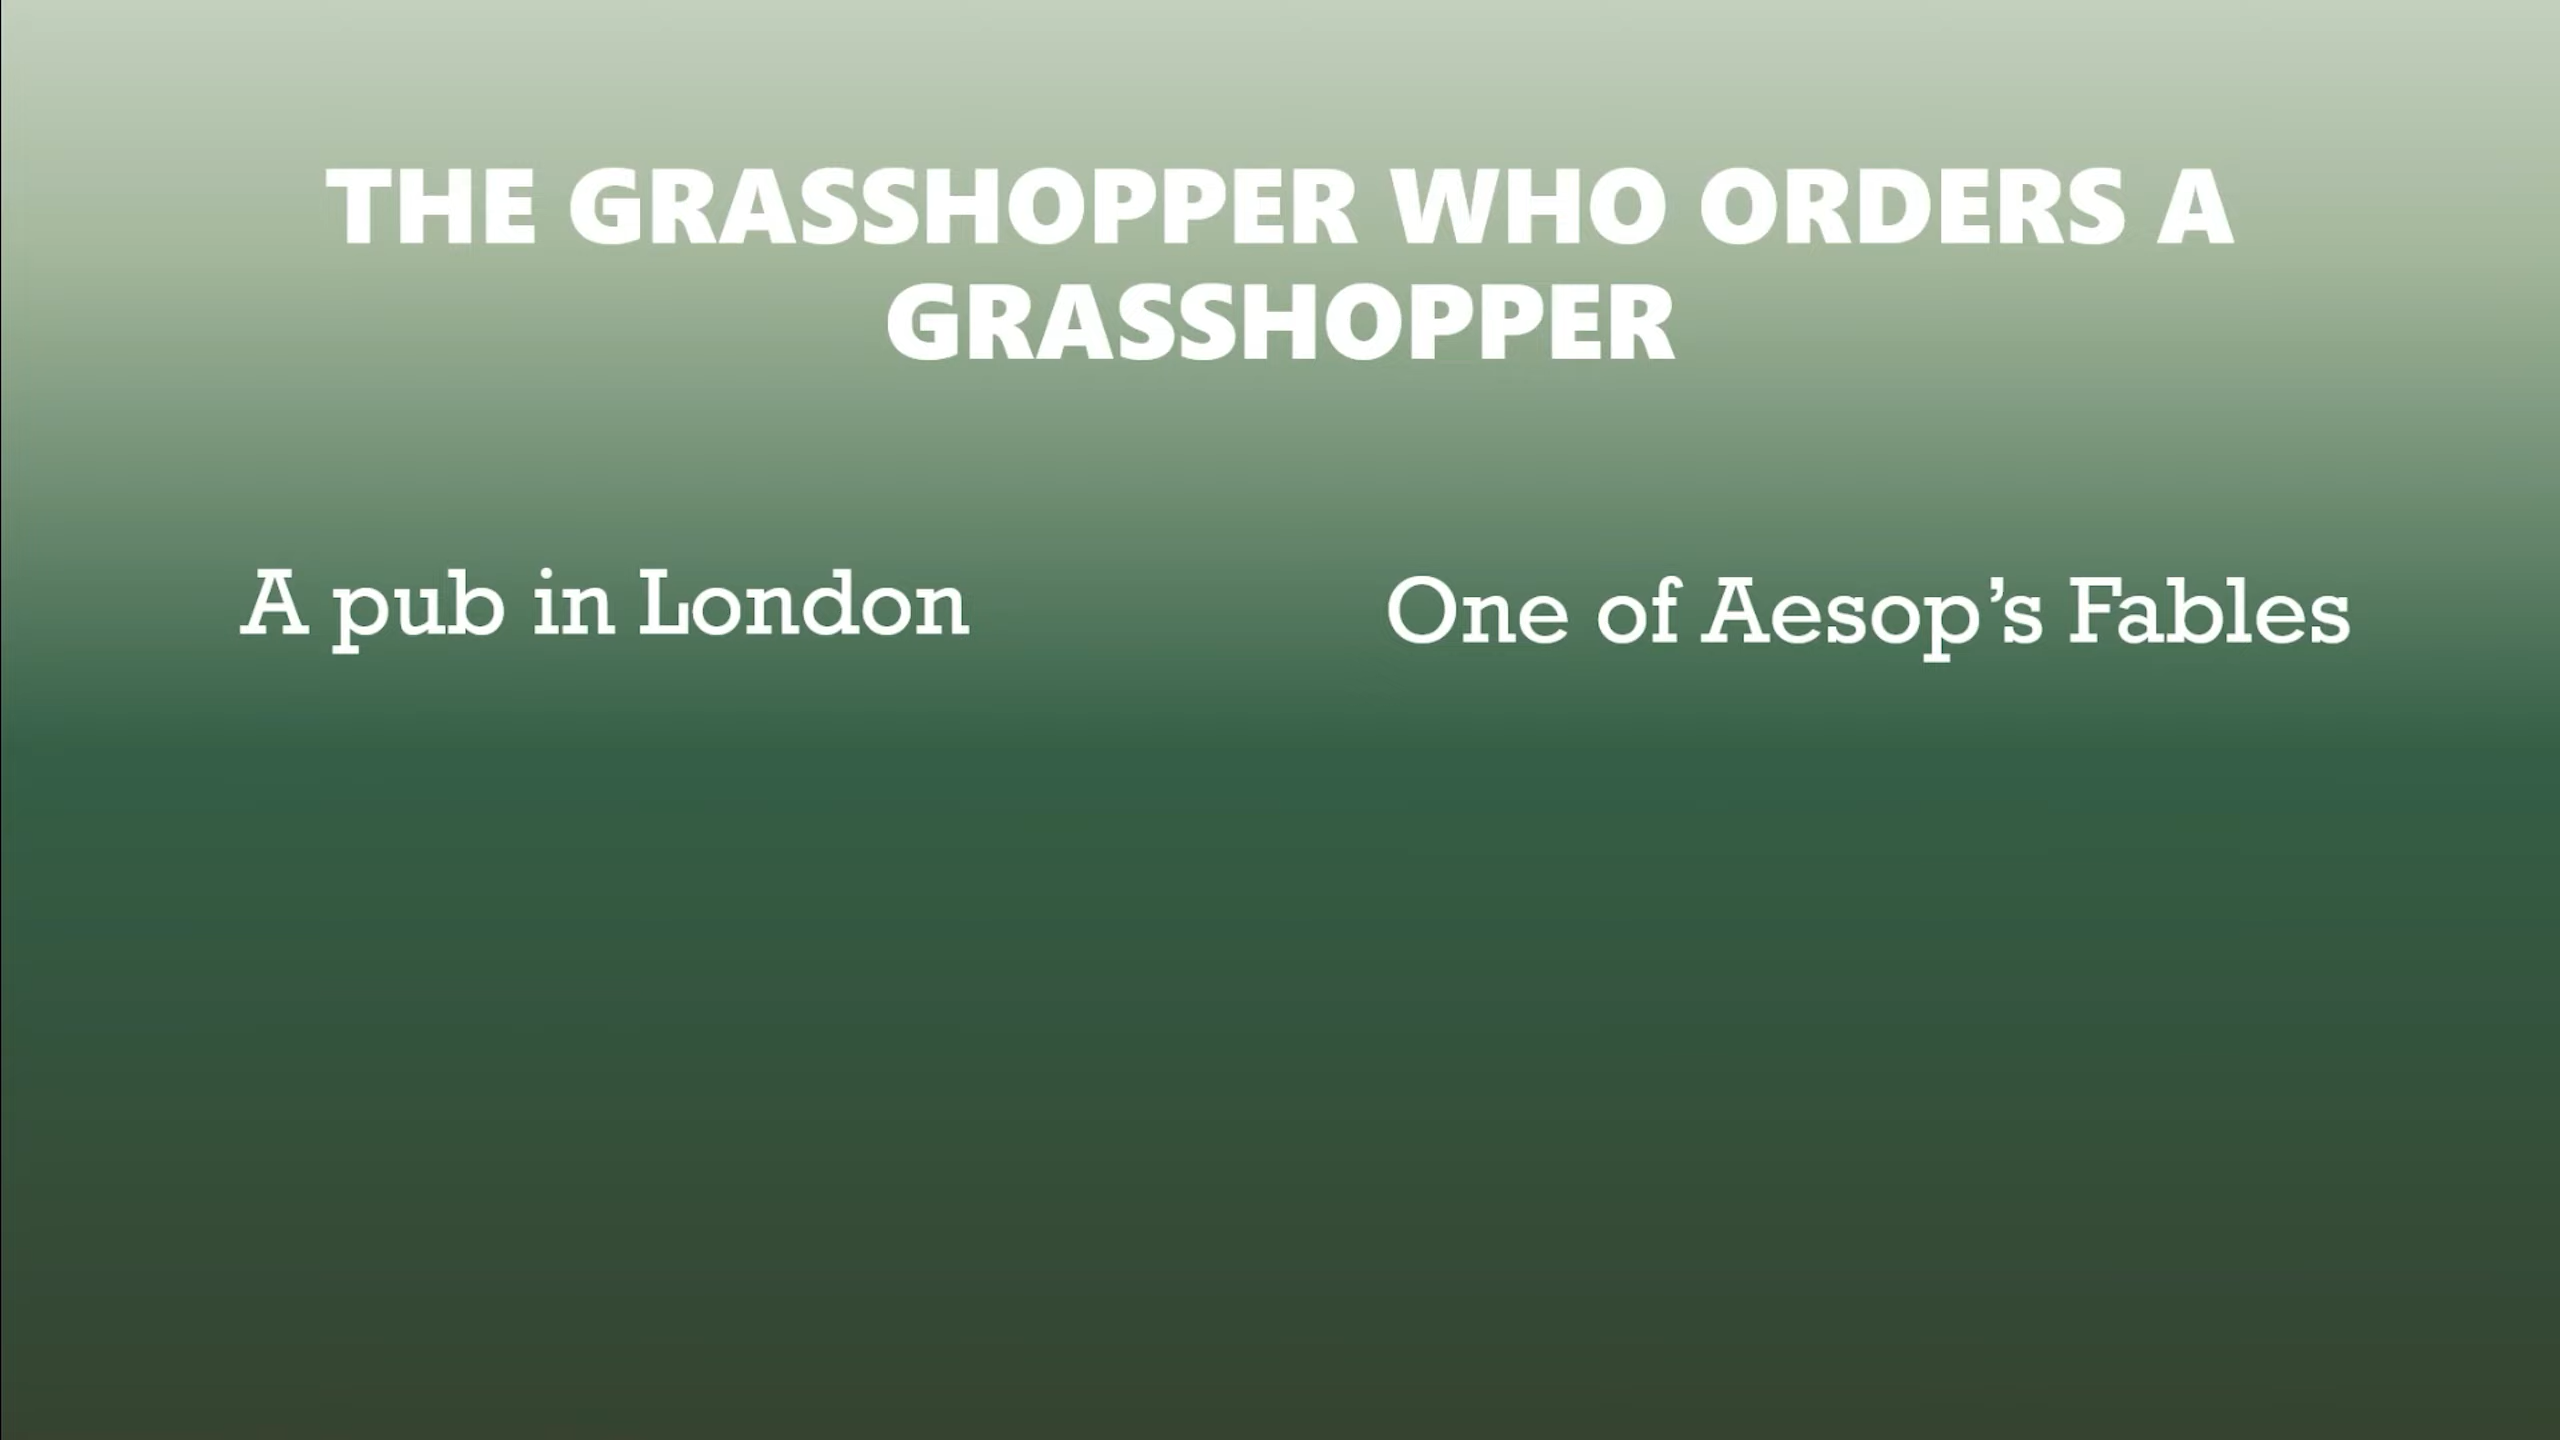 THE GRASSHOPPER WHO ORDERS A
GRASSHOPPER
A pub in London
One of Aesop’s Fables